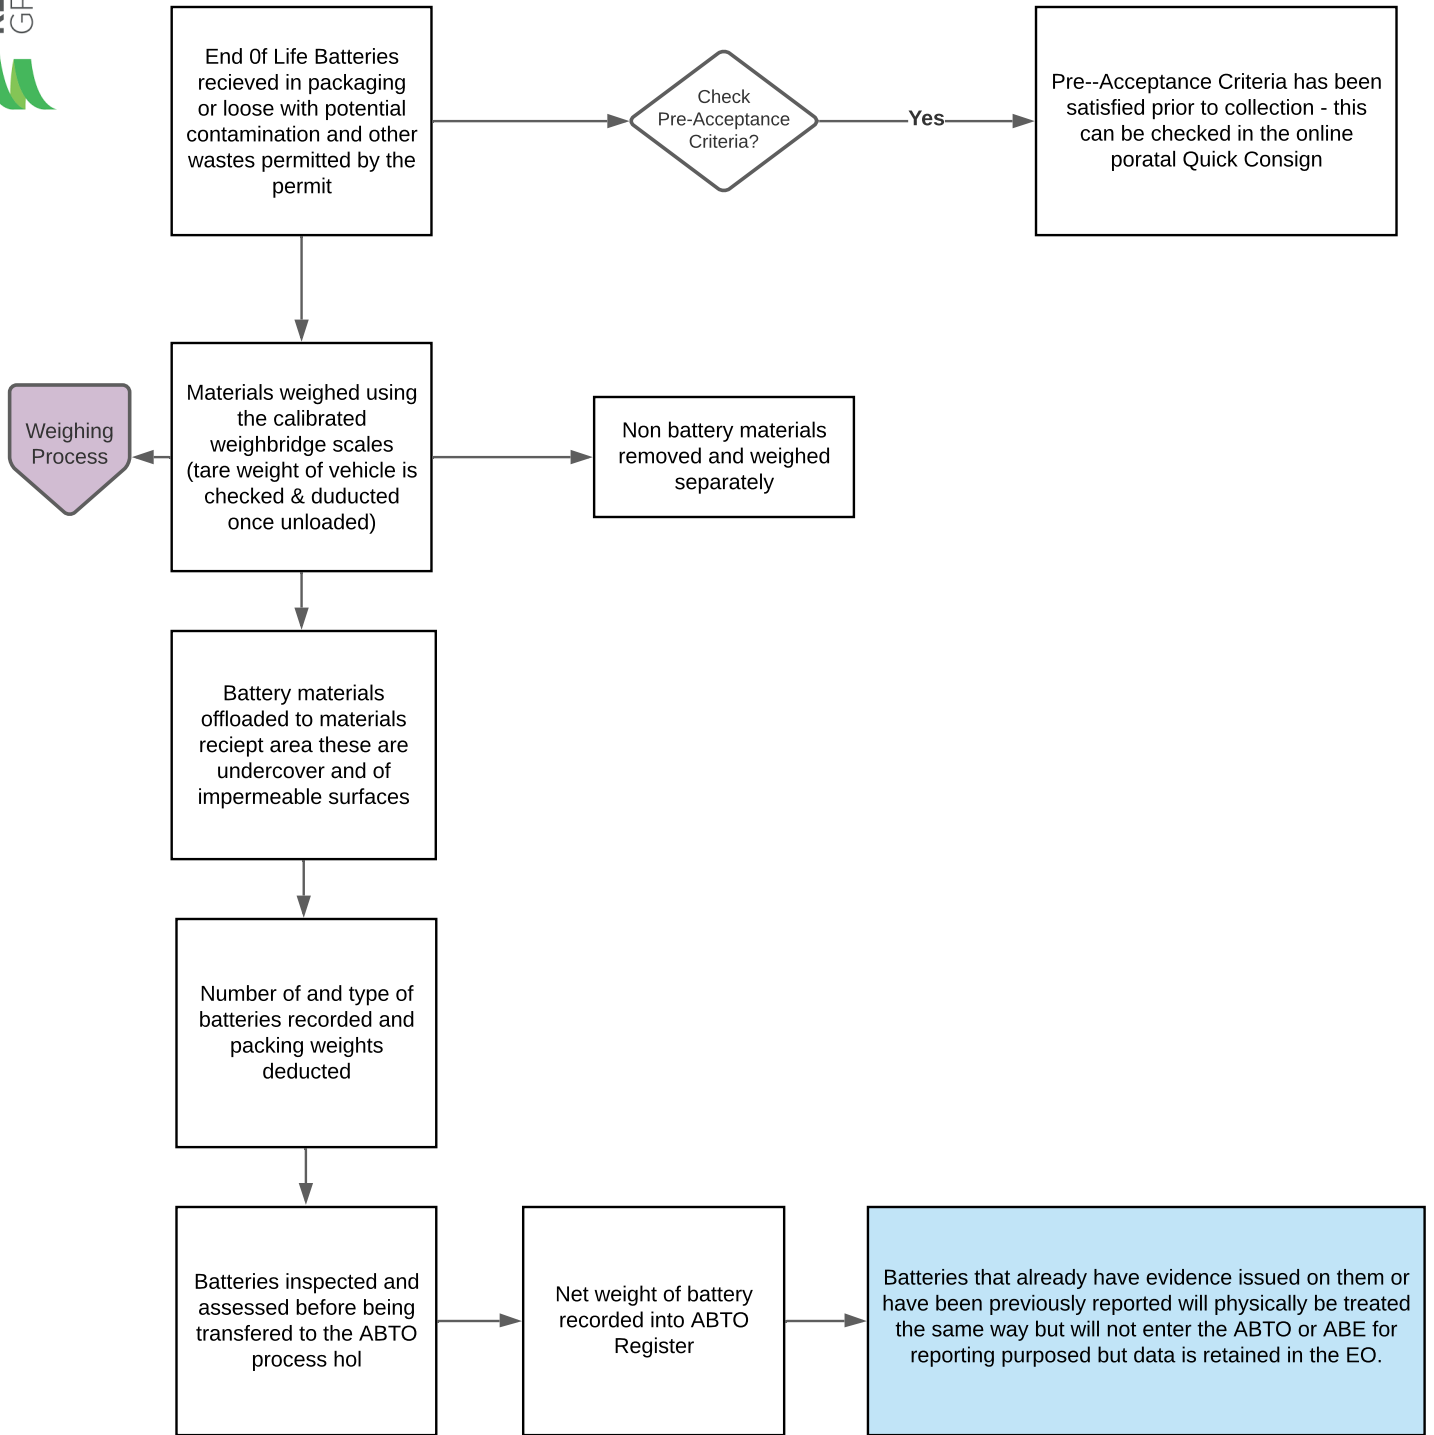 End 0f Life Batteries
recieved in packaging
or loose with potential
contamination and other
wastes permitted by the
permit
Check
Pre-Acceptance
Criteria?
Yes
Pre--Acceptance Criteria has been
satisfied prior to collection - this
can be checked in the online
poratal Quick Consign
Weighing
Process
Materials weighed using
the calibrated
weighbridge scales
(tare weight of vehicle is
checked & duducted
once unloaded)
Non battery materials
removed and weighed
separately
Battery materials
offloaded to materials
reciept area these are
undercover and of
impermeable surfaces
Number of and type of
batteries recorded and
packing weights
deducted
Batteries inspected and
assessed before being
transfered to the ABTO
process hol
Net weight of battery
recorded into ABTO
Register
Batteries that already have evidence issued on them or
have been previously reported will physically be treated
the same way but will not enter the ABTO or ABE for
reporting purposed but data is retained in the EO.